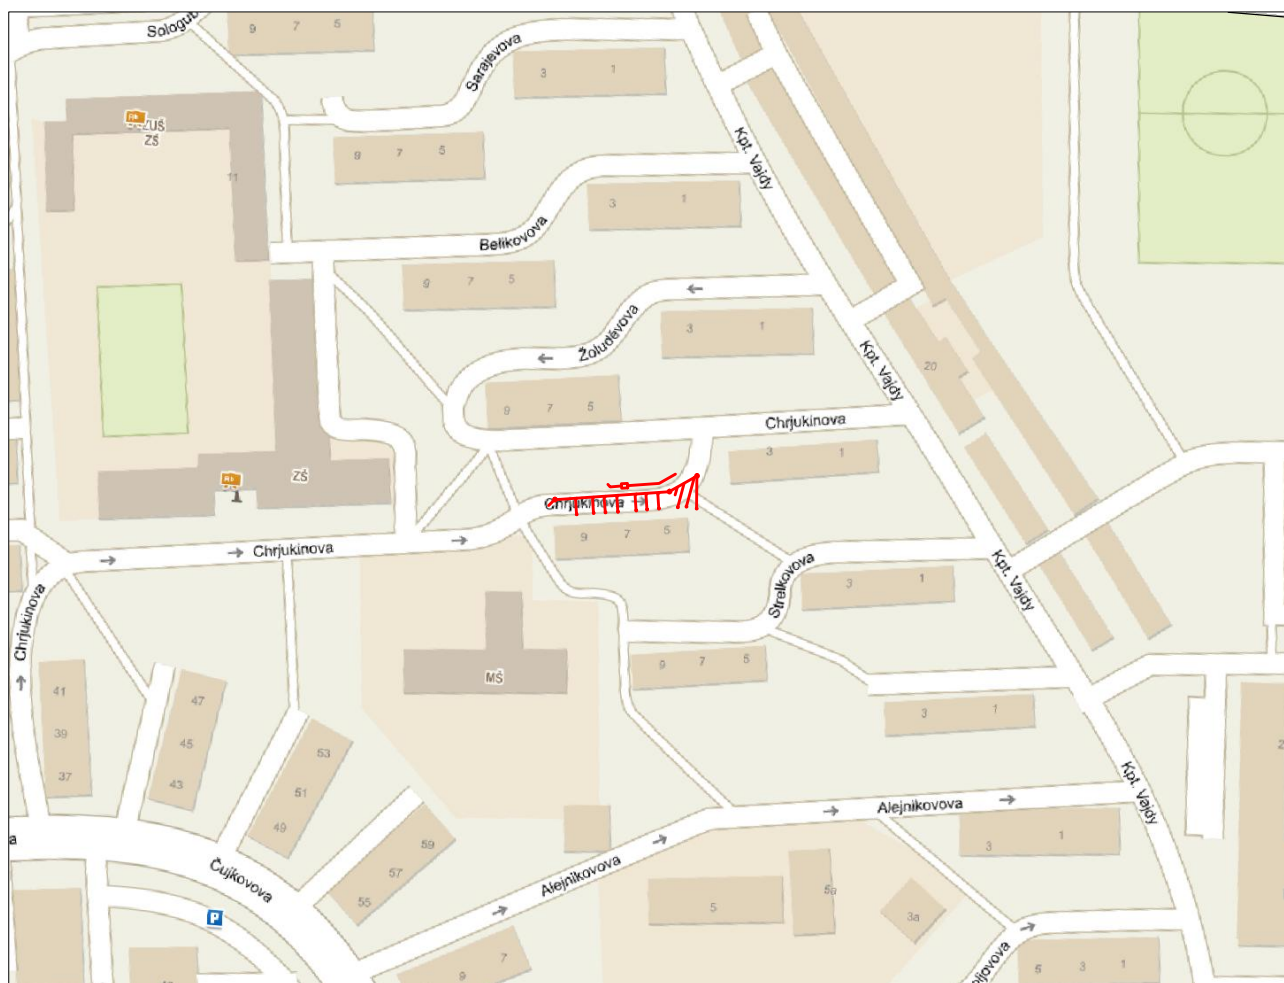 Sologub
9 7 5
Sarajevova
3 1
ZUŠ
ZŠ
11
9 7 5
Kpt. Vajdy
3 1
Belikovova
9 7 5
3 1
Žoluděvova
Kpt. Vajdy
20
9 7 5
Chrjukinova
3 1
ZŠ
Chrjukinova
9 7 5
Chrjukinova
Kpt. Vajdy
Strelkovova
3 1
Chrjukinova
9 7 5
MŠ
41
39
37
47
45
43
3 1
53
51
49
Kpt. Vajdy
2
Alejnikovova
1
3
a
59
57
55
Čujkovova
Alejnikovova
5
5a
3a
P
7
9
5 3 1
eljovova